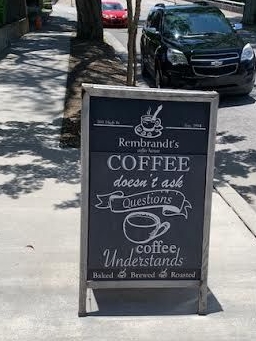 Rembrandt's
coffee house
COFFEE
doesn't ask
Questions
coffee
Understands
Baked Brewed Roasted